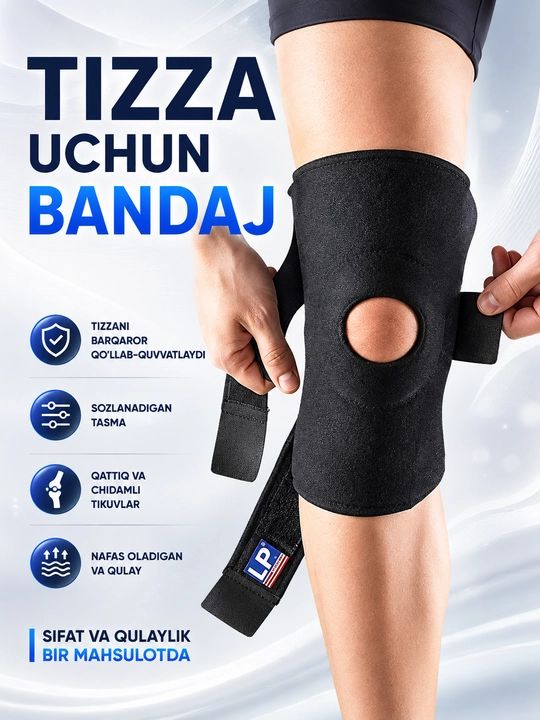 TIZZA
UCHUN
BANDAJ
TIZZANI
BARQAROR
QO'LLAB-QUVVATLAYDI
SOZLANADIGAN
TASMA
QATTIQ VA
CHIDAMLI
TIKUVLAR
NAFAS OLADIGAN
VA QULAY
LP®
SIFAT VA QULAYLIK
BIR MAHSULOTDA